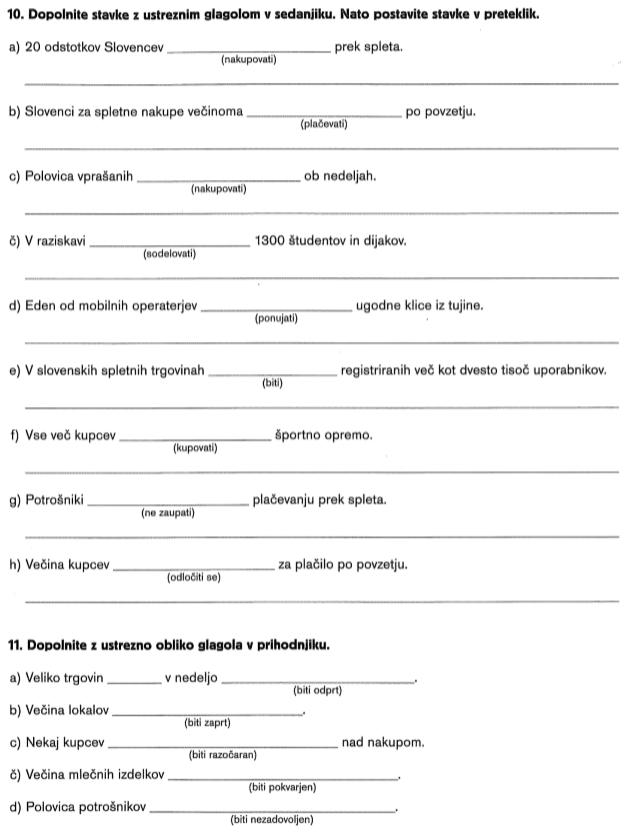 10. Dopolnite stavke z ustreznim glagolom v sedanjiku. Nato postavite stavke v preteklik.
a) 20 odstotkov Slovencev ____________ prek spleta.
(nakupovati)
b) Slovenci za spletne nakupe večinoma ____________ po povzetju.
(plačevati)
c) Polovica vprašanih ____________ ob nedeljah.
(nakupovati)
č) V raziskavi ____________ 1300 študentov in dijakov.
(sodelovati)
d) Eden od mobilnih operaterjev ____________ ugodne klice iz tujine.
(ponujati)
e) V slovenskih spletnih trgovinah ____________ registriranih več kot dvesto tisoč uporabnikov.
(biti)
f) Vse več kupcev ____________ športno opremo.
(kupovati)
g) Potrošniki ____________ plačevanju prek spleta.
(ne zaupati)
h) Večina kupcev ____________ za plačilo po povzetju.
(odločiti se)
11. Dopolnite z ustrezno obliko glagola v prihodnjiku.
a) Veliko trgovin ______ v nedeljo ____________.
(biti odprt)
b) Večina lokalov ____________.
(biti zaprt)
c) Nekaj kupcev ____________ nad nakupom.
(biti razočaran)
č) Večina mlečnih izdelkov ____________.
(biti pokvarjen)
d) Polovica potrošnikov ____________.
(biti nezadovoljen)